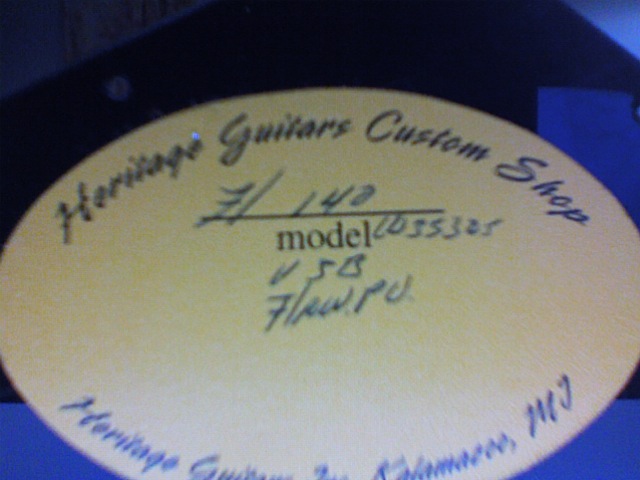 Heritage Guitars Custom Shop
140
model
VSB
Heritage Guitars Inc Kalamazoo, MI